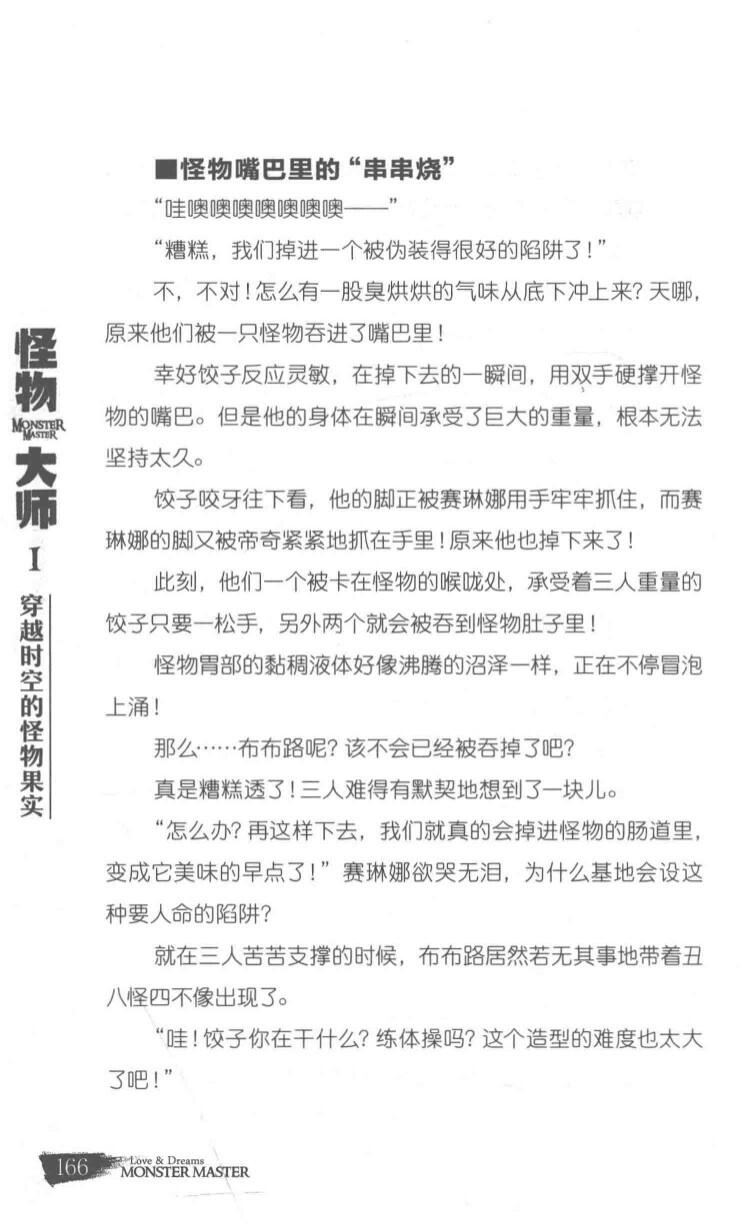 ■怪物嘴巴里的“串串烧”
“哇噢噢噢噢噢噢噢——”
“糟糕，我们掉进一个被伪装得很好的陷阱了！”
不，不对！怎么有一股臭烘烘的气味从底下冲上来？天哪，
原来他们被一只怪物吞进了嘴巴里！
幸好饺子反应灵敏，在掉下去的一瞬间，用双手硬撑开怪
物的嘴巴。但是他的身体在瞬间承受了巨大的重量，根本无法
坚持太久。
饺子咬牙往下看，他的脚正被赛琳娜用手牢牢抓住，而赛
琳娜的脚又被帝奇紧紧地抓在手里！原来他也掉下来了！
此刻，他们一个被卡在怪物的喉咙处，承受着三人重量的
饺子只要一松手，另外两个就会被吞到怪物肚子里！
怪物胃部的黏稠液体好像沸腾的沼泽一样，正在不停冒泡
上涌！
那么……布布路呢？该不会已经被吞掉了吧？
真是糟糕透了！三人难得有默契地想到了一块儿。
“怎么办？再这样下去，我们就真的会掉进怪物的肠道里，
变成它美味的早点了！”赛琳娜欲哭无泪，为什么基地会设这
种要人命的陷阱？
就在三人苦苦支撑的时候，布布路居然若无其事地带着丑
八怪四不像出现了。
“哇！饺子你在干什么？练体操吗？这个造型的难度也太大
了吧！”
怪物
MONSTER
MASTER
大师
I
穿越时空的怪物果实
166
Love & Dreams
MONSTER MASTER